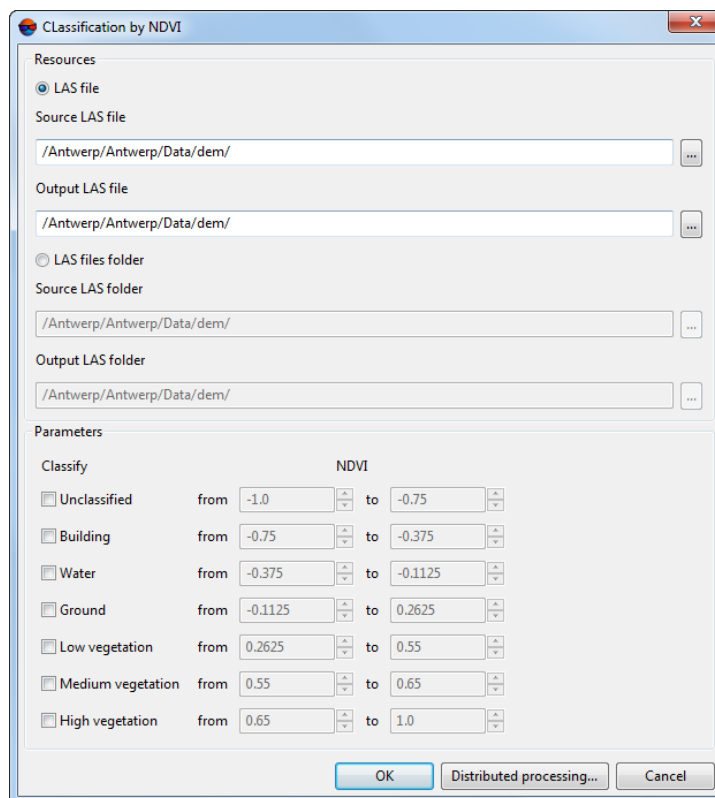 CLassification by NDVI
Resources
LAS file
Source LAS file
/Antwerp/Antwerp/Data/dem/
...
Output LAS file
/Antwerp/Antwerp/Data/dem/
...
LAS files folder
Source LAS folder
/Antwerp/Antwerp/Data/dem/
...
Output LAS folder
/Antwerp/Antwerp/Data/dem/
...
Parameters
Classify NDVI
Unclassified from -1.0 to -0.75
Building from -0.75 to -0.375
Water from -0.375 to -0.1125
Ground from -0.1125 to 0.2625
Low vegetation from 0.2625 to 0.55
Medium vegetation from 0.55 to 0.65
High vegetation from 0.65 to 1.0
OK Distributed processing... Cancel